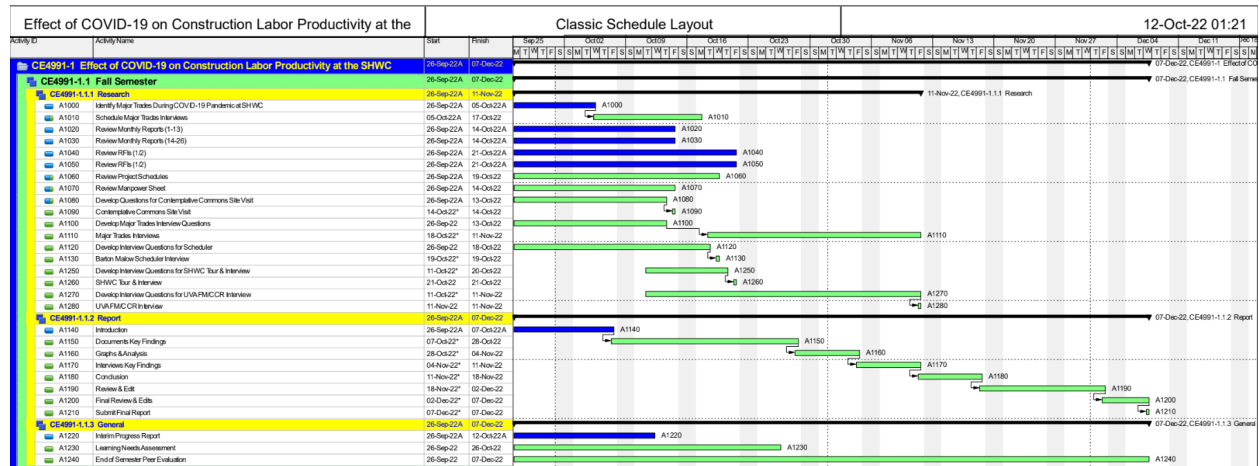 Effect of COVID-19 on Construction Labor Productivity at the Classic Schedule Layout 12-Oct-22 01:21
Activity ID Activity Name Start Finish Sep 25 Oct 02 Oct 09 Oct 16 Oct 23 Oct 30 Nov 06 Nov 13 Nov 20 Nov 27 Dec 04 Dec 11
M T W T F S S M T W T F S S M T W T F S S M T W T F S S M T W T F S S M T W T F S S M T W T F S S M T W T F S S M T W T F S S M T W T F S S M T W T F S S M T W T F S S
CE4991-1 Effect of COVID-19 on Construction Labor Productivity at the SHWC 26-Sep-22A 07-Dec-22 07-Dec-22, CE4991-1 Effect of CO
CE4991-1.1 Fall Semester 26-Sep-22A 07-Dec-22 07-Dec-22, CE4991-1.1 Fall Seme
CE4991-1.1.1 Research 26-Sep-22A 11-Nov-22 11-Nov-22, CE4991-1.1.1 Research
A1000 Identify Major Trades During COVID-19 Pandemic at SHWC 26-Sep-22A 05-Oct-22A A1000
A1010 Schedule Major Trades Interviews 05-Oct-22A 17-Oct-22 A1010
A1020 Review Monthly Reports (1-13) 26-Sep-22A 14-Oct-22A A1020
A1030 Review Monthly Reports (14-26) 26-Sep-22A 14-Oct-22A A1030
A1040 Review RFIs (1/2) 26-Sep-22A 21-Oct-22A A1040
A1050 Review RFIs (1/2) 26-Sep-22A 21-Oct-22A A1050
A1060 Review Project Schedules 26-Sep-22A 19-Oct-22 A1060
A1070 Review Manpower Sheet 26-Sep-22A 14-Oct-22 A1070
A1080 Develop Questions for Contemplative Commons Site Visit 26-Sep-22A 13-Oct-22 A1080
A1090 Contemplative Commons Site Visit 14-Oct-22* 14-Oct-22 A1090
A1100 Develop Major Trades Interview Questions 26-Sep-22 13-Oct-22 A1100
A1110 Major Trades Interviews 18-Oct-22* 11-Nov-22 A1110
A1120 Develop Interview Questions for Scheduler 26-Sep-22 18-Oct-22 A1120
A1130 Barton Malow Scheduler Interview 19-Oct-22* 19-Oct-22 A1130
A1250 Develop Interview Questions for SHWC Tour & Interview 11-Oct-22* 20-Oct-22 A1250
A1260 SHWC Tour & Interview 21-Oct-22 21-Oct-22 A1260
A1270 Develop Interview Questions for UVAFM/CCR Interview 11-Oct-22* 11-Nov-22 A1270
A1280 UVAFM/CCR Interview 11-Nov-22 11-Nov-22 A1280
CE4991-1.1.2 Report 26-Sep-22A 07-Dec-22 07-Dec-22, CE4991-1.1.2 Report
A1140 Introduction 26-Sep-22A 07-Oct-22A A1140
A1150 Documents Key Findings 07-Oct-22* 28-Oct-22 A1150
A1160 Graphs & Analysis 28-Oct-22* 04-Nov-22 A1160
A1170 Interviews Key Findings 04-Nov-22* 11-Nov-22 A1170
A1180 Conclusion 11-Nov-22* 18-Nov-22 A1180
A1190 Review & Edit 18-Nov-22* 02-Dec-22 A1190
A1200 Final Review & Edits 02-Dec-22* 07-Dec-22 A1200
A1210 Submit Final Report 07-Dec-22* 07-Dec-22 A1210
CE4991-1.1.3 General 26-Sep-22A 07-Dec-22 07-Dec-22, CE4991-1.1.3 General
A1220 Interim Progress Report 26-Sep-22A 12-Oct-22A A1220
A1230 Learning Needs Assessment 26-Sep-22 26-Oct-22 A1230
A1240 End of Semester Peer Evaluation 26-Sep-22 07-Dec-22 A1240